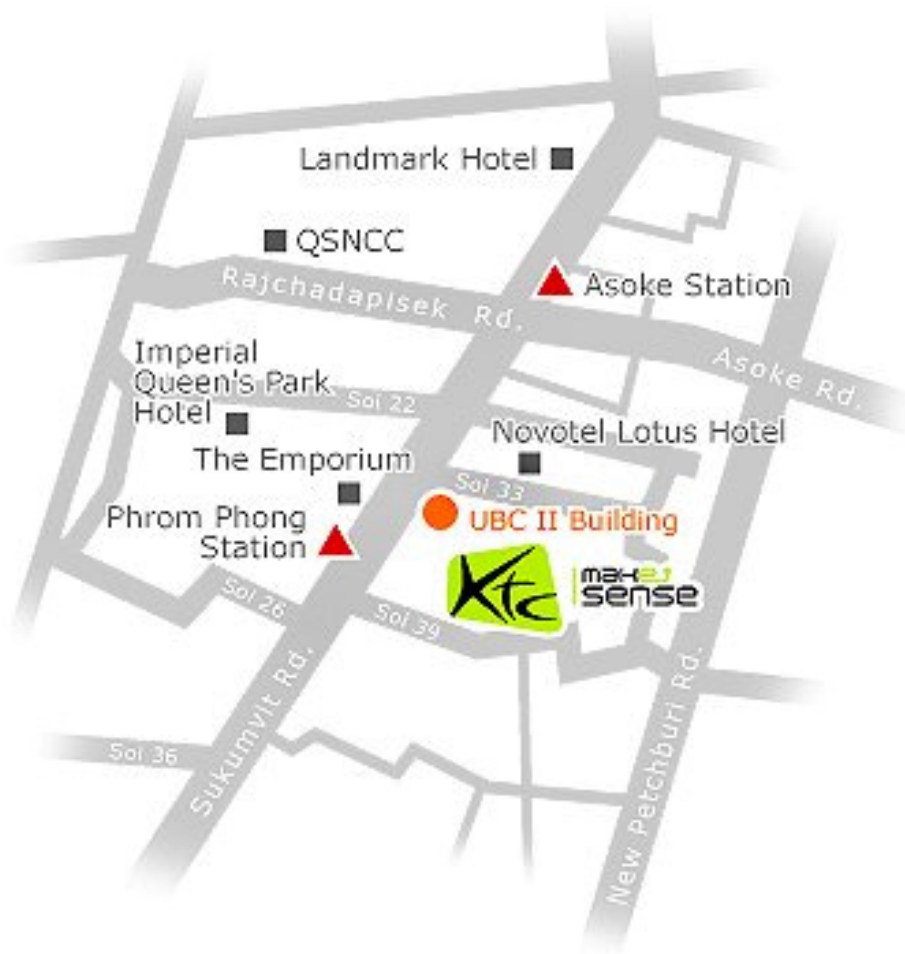 Landmark Hotel
QSNCC
Rajchadapisek Rd.
Asoke Station
Asoke Rd.
Imperial
Queen's Park
Hotel
Soi 22
Novotel Lotus Hotel
The Emporium
Soi 33
Phrom Phong
Station
UBC II Building
KTC
make
sense
Soi 26
Soi 39
Sukumvit Rd.
Soi 36
New Petchburi Rd.